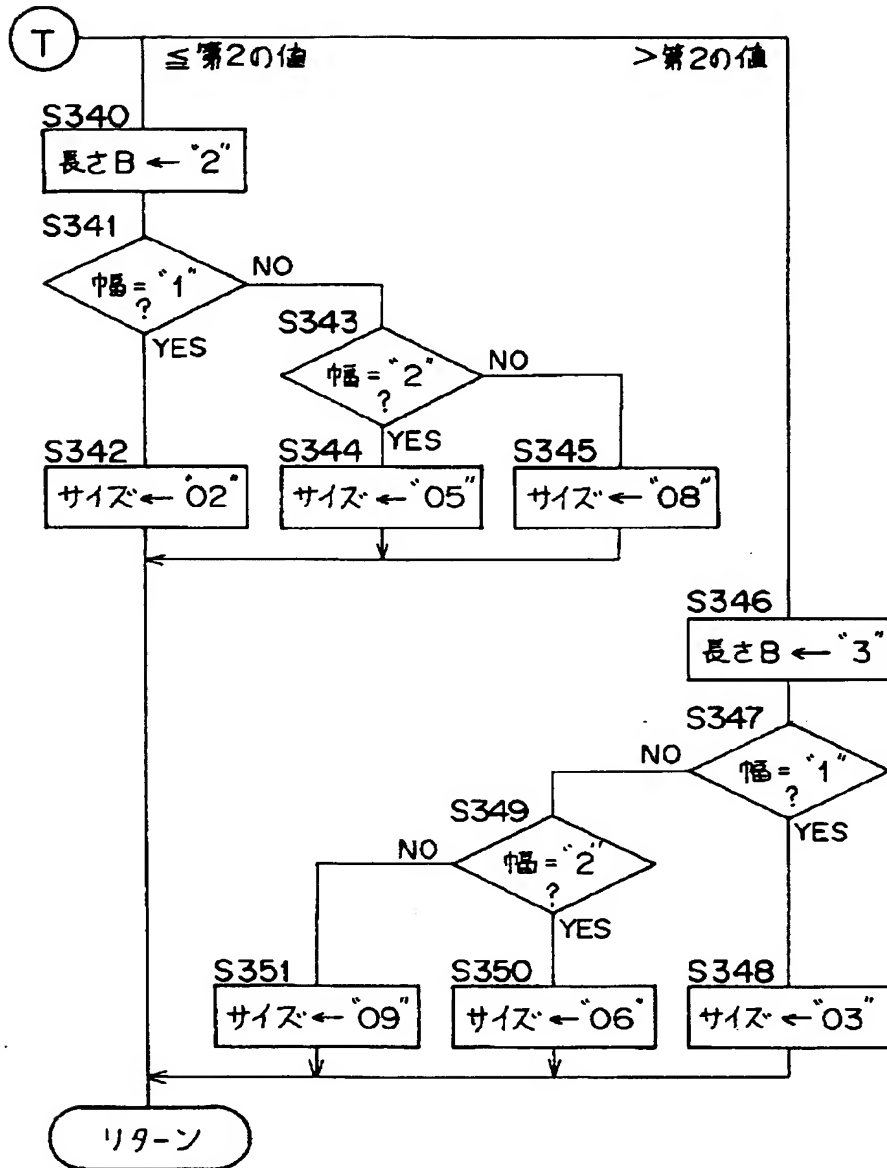 T
≦第2の値
>第2の値
S340
長さB ← "2"
S341
幅="1"
?
NO
YES
S343
幅="2"
?
NO
YES
S342
サイズ←"02"
S344
サイズ←"05"
S345
サイズ←"08"
S346
長さB ← "3"
S347
幅="1"
?
NO
YES
S349
幅="2"
?
NO
YES
S351
サイズ←"09"
S350
サイズ←"06"
S348
サイズ←"03"
リターン